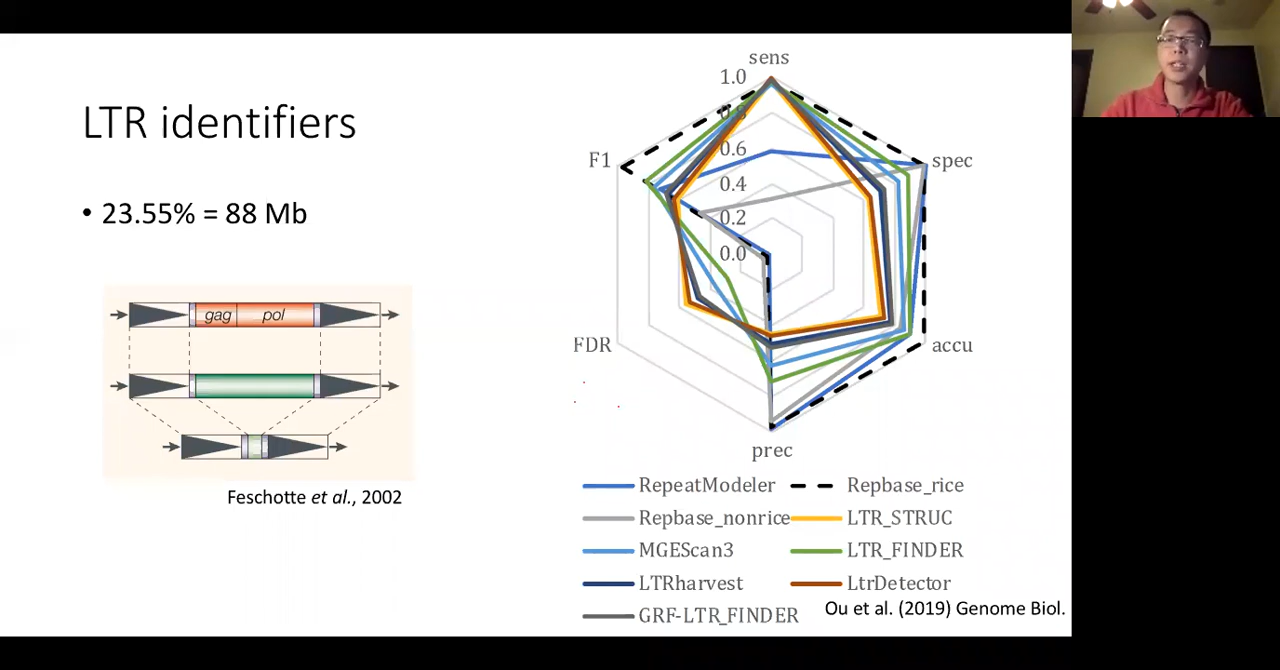 LTR identifiers
• 23.55% = 88 Mb
gag pol
Feschotte et al., 2002
sens
1.0
0.8
0.6
0.4
0.2
0.0
F1
spec
FDR
accu
prec
RepeatModeler
Repbase_rice
Repbase_nonrice
LTR_STRUC
MGEScan3
LTR_FINDER
LTRharvest
LtrDetector
GRF-LTR_FINDER
Ou et al. (2019) Genome Biol.